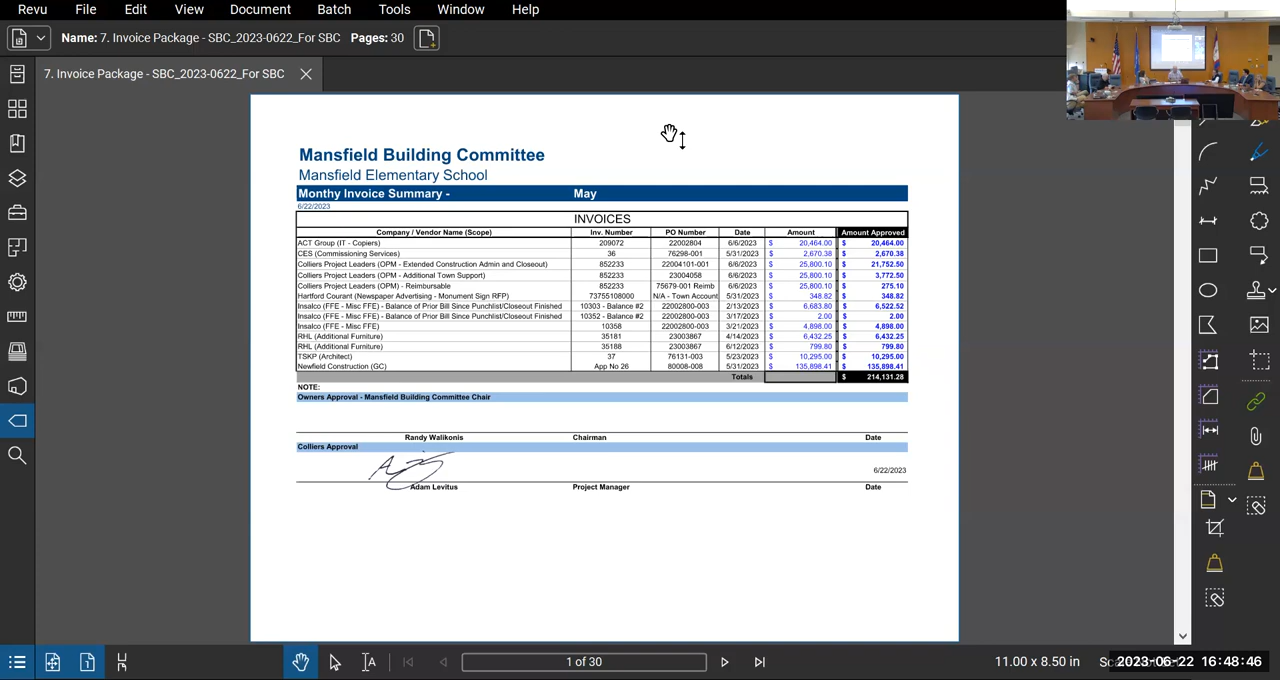 Revu File Edit View Document Batch Tools Window Help
Name: 7. Invoice Package - SBC_2023-0622_For SBC Pages: 30
7. Invoice Package - SBC_2023-0622_For SBC
Mansfield Building Committee
Mansfield Elementary School
Monthy Invoice Summary - May
6/22/2023
INVOICES
Company / Vendor Name (Scope) Inv. Number PO Number Date Amount Amount Approved
ACT Group (IT - Copiers) 209072 22002804 6/6/2023 $ 20,464.00 $ 20,464.00
CES (Commissioning Services) 36 76298-001 5/31/2023 $ 2,670.38 $ 2,670.38
Colliers Project Leaders (OPM - Extended Construction Admin and Closeout) 852233 22004101-001 6/6/2023 $ 25,800.10 $ 21,752.50
Colliers Project Leaders (OPM - Additional Town Support) 852233 23004058 6/6/2023 $ 25,800.10 $ 3,772.50
Colliers Project Leaders (OPM) - Reimbursable 852233 75679-001 Reimb 6/6/2023 $ 25,800.10 $ 275.10
Hartford Courant (Newspaper Advertising - Monument Sign RFP) 73755108000 N/A - Town Account 5/31/2023 $ 348.82 $ 348.82
Insalco (FFE - Misc FFE) - Balance of Prior Bill Since Punchlist/Closeout Finished 10303 - Balance #2 22002800-003 2/13/2023 $ 6,683.80 $ 6,522.52
Insalco (FFE - Misc FFE) - Balance of Prior Bill Since Punchlist/Closeout Finished 10352 - Balance #2 22002800-003 3/17/2023 $ 2.00 $ 2.00
Insalco (FFE - Misc FFE) 10358 22002800-003 3/21/2023 $ 4,898.00 $ 4,898.00
RHL (Additional Furniture) 35181 23003867 4/14/2023 $ 6,432.25 $ 6,432.25
RHL (Additional Furniture) 35188 23003867 6/12/2023 $ 799.80 $ 799.80
TSKP (Architect) 37 76131-003 5/23/2023 $ 10,295.00 $ 10,295.00
Newfield Construction (GC) App No 26 80008-008 5/31/2023 $ 135,898.41 $ 135,898.41
Totals $ 214,131.28
NOTE:
Owners Approval - Mansfield Building Committee Chair
Randy Walikonis Chairman Date
Colliers Approval
6/22/2023
Adam Levitus Project Manager Date
1 of 30 11.00 x 8.50 in 2023-06-22 16:48:46